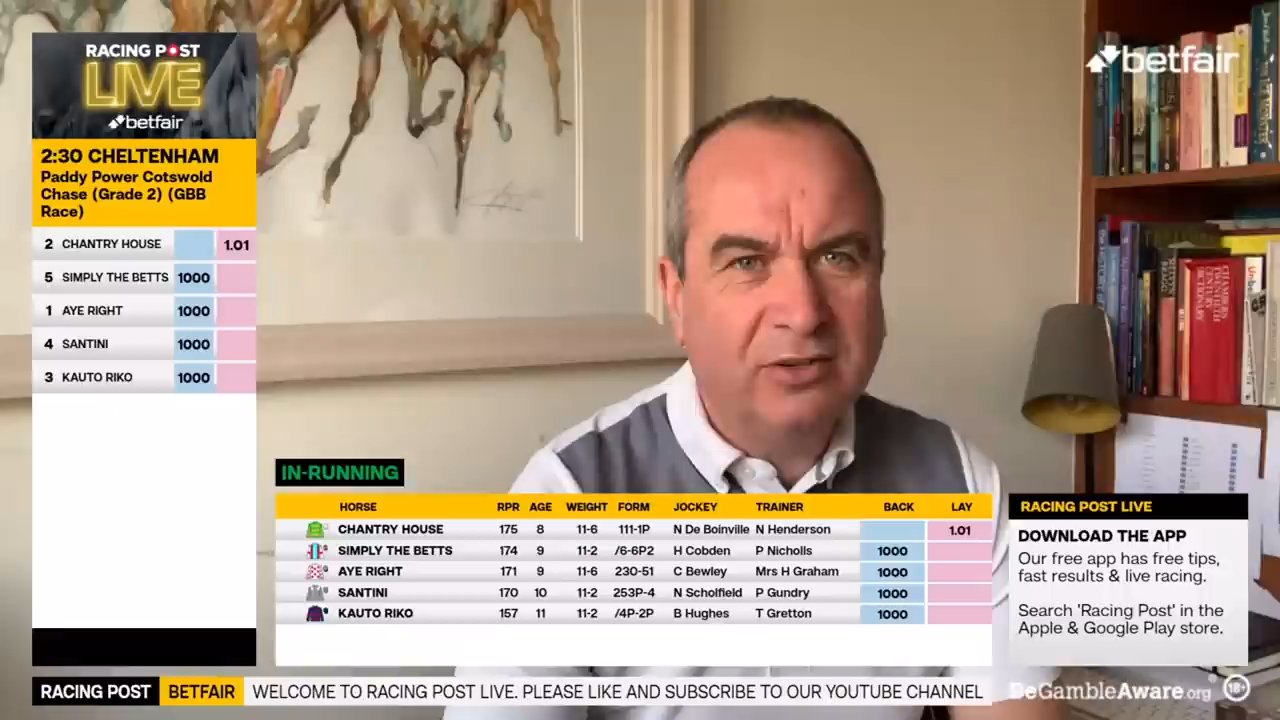 RACING POST
LIVE
betfair
2:30 CHELTENHAM
Paddy Power Cotswold
Chase (Grade 2) (GBB
Race)
2 CHANTRY HOUSE 1.01
5 SIMPLY THE BETTS 1000
1 AYE RIGHT 1000
4 SANTINI 1000
3 KAUTO RIKO 1000
betfair
CHAMBERS
TWENTIETH
CENTURY
DICTIONARY
IN-RUNNING
HORSE RPR AGE WEIGHT FORM JOCKEY TRAINER BACK LAY
CHANTRY HOUSE 175 8 11-6 111-1P N De Boinville N Henderson 1.01
SIMPLY THE BETTS 174 9 11-2 /6-6P2 H Cobden P Nicholls 1000
AYE RIGHT 171 9 11-6 230-51 C Bewley Mrs H Graham 1000
SANTINI 170 10 11-2 253P-4 N Scholfield P Gundry 1000
KAUTO RIKO 157 11 11-2 /4P-2P B Hughes T Gretton 1000
RACING POST LIVE
DOWNLOAD THE APP
Our free app has free tips,
fast results & live racing.
Search 'Racing Post' in the
Apple & Google Play store.
RACING POST BETFAIR WELCOME TO RACING POST LIVE. PLEASE LIKE AND SUBSCRIBE TO OUR YOUTUBE CHANNEL
BeGambleAware.org® 18+